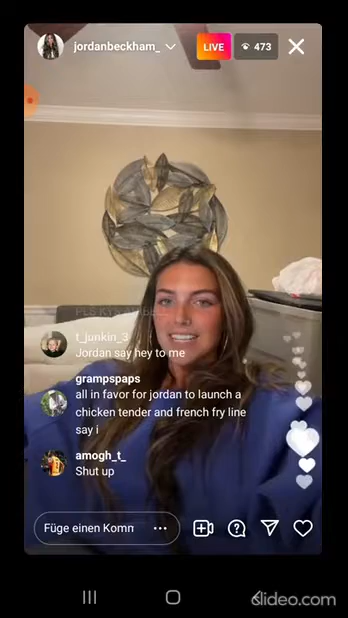 jordanbeckham_
LIVE
473
t_junkin_3
Jordan say hey to me
grampspaps
all in favor for jordan to launch a
chicken tender and french fry line
say i
amogh_t_
Shut up
Füge einen Komm
clideo.com